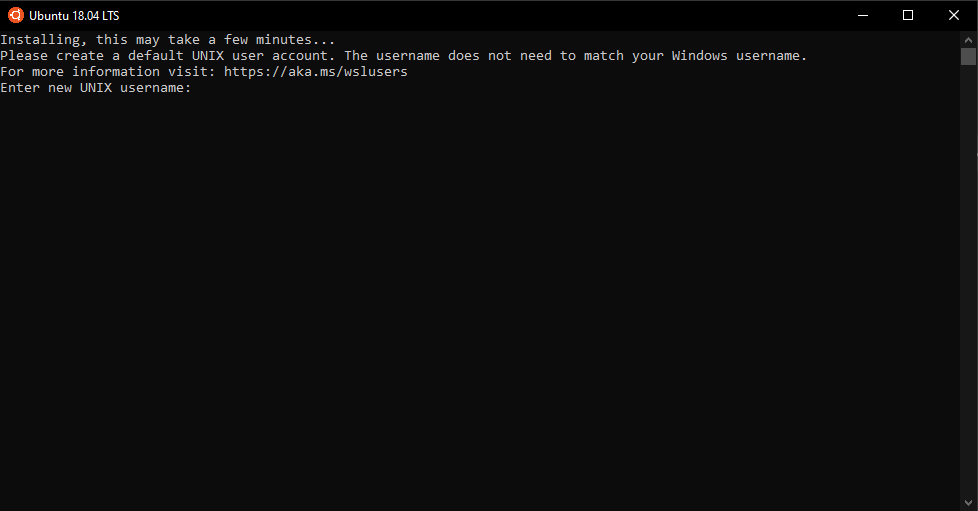 Ubuntu 18.04 LTS
Installing, this may take a few minutes...
Please create a default UNIX user account. The username does not need to match your Windows username.
For more information visit: https://aka.ms/wslusers
Enter new UNIX username: